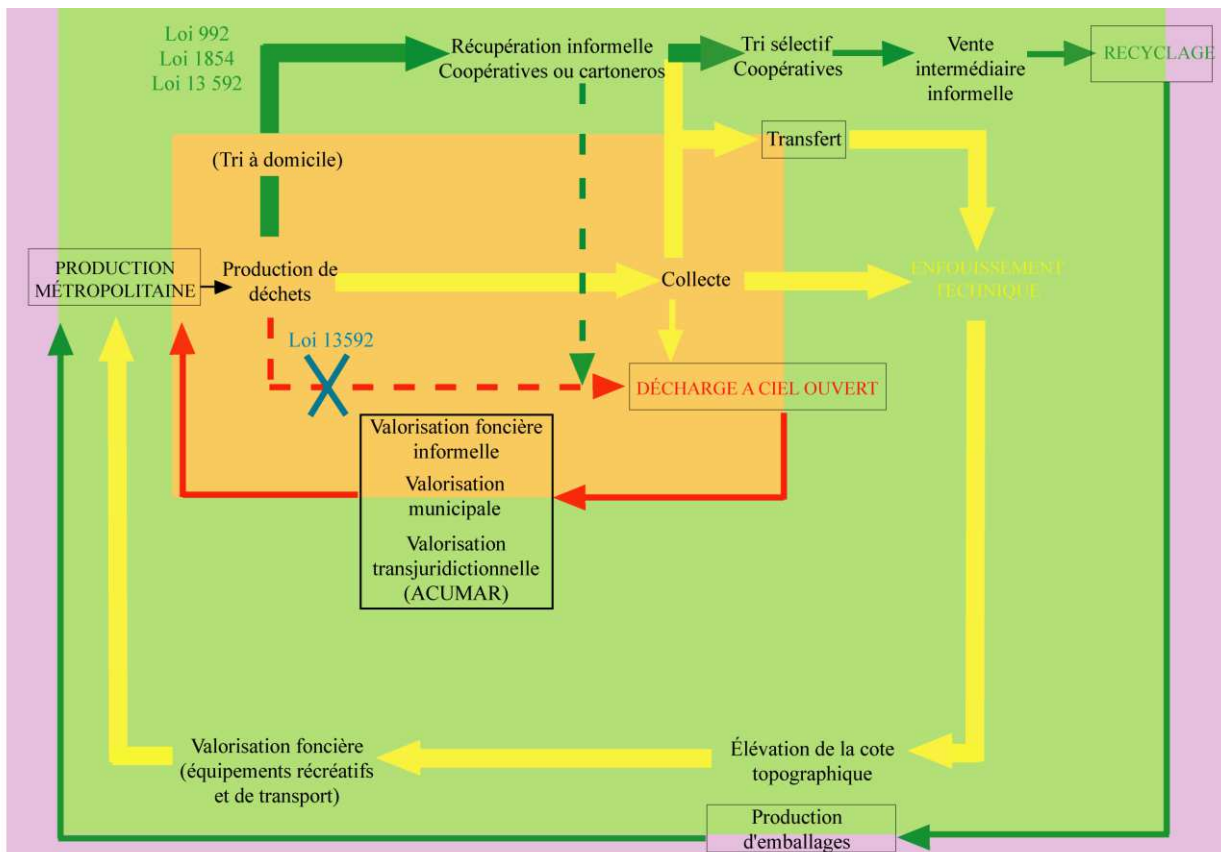 Loi 992
Loi 1854
Loi 13 592
Récupération informelle
Coopératives ou cartoneros
Tri sélectif
Coopératives
Vente
intermédiaire
informelle
RECYCLAGE
(Tri à domicile)
Transfert
PRODUCTION
MÉTROPOLITAINE
Production de
déchets
Collecte
ENFOUISSEMENT
TECHNIQUE
Loi 13592
DÉCHARGE A CIEL OUVERT
Valorisation foncière
informelle
Valorisation
municipale
Valorisation
transjuridictionnelle
(ACUMAR)
Valorisation foncière
(équipements récréatifs
et de transport)
Élévation de la cote
topographique
Production
d'emballages